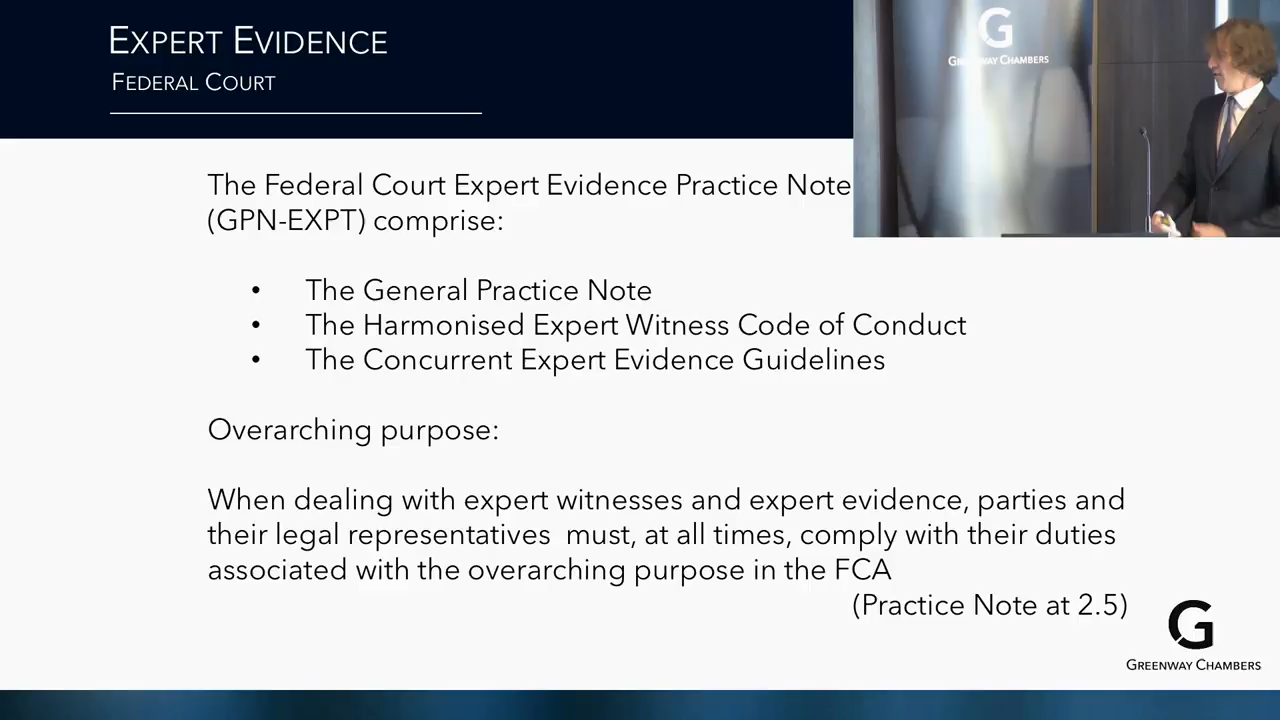 EXPERT EVIDENCE
FEDERAL COURT
G
GREENWAY CHAMBERS
The Federal Court Expert Evidence Practice Note
(GPN-EXPT) comprise:
• The General Practice Note
• The Harmonised Expert Witness Code of Conduct
• The Concurrent Expert Evidence Guidelines
Overarching purpose:
When dealing with expert witnesses and expert evidence, parties and
their legal representatives must, at all times, comply with their duties
associated with the overarching purpose in the FCA
(Practice Note at 2.5)
G
GREENWAY CHAMBERS